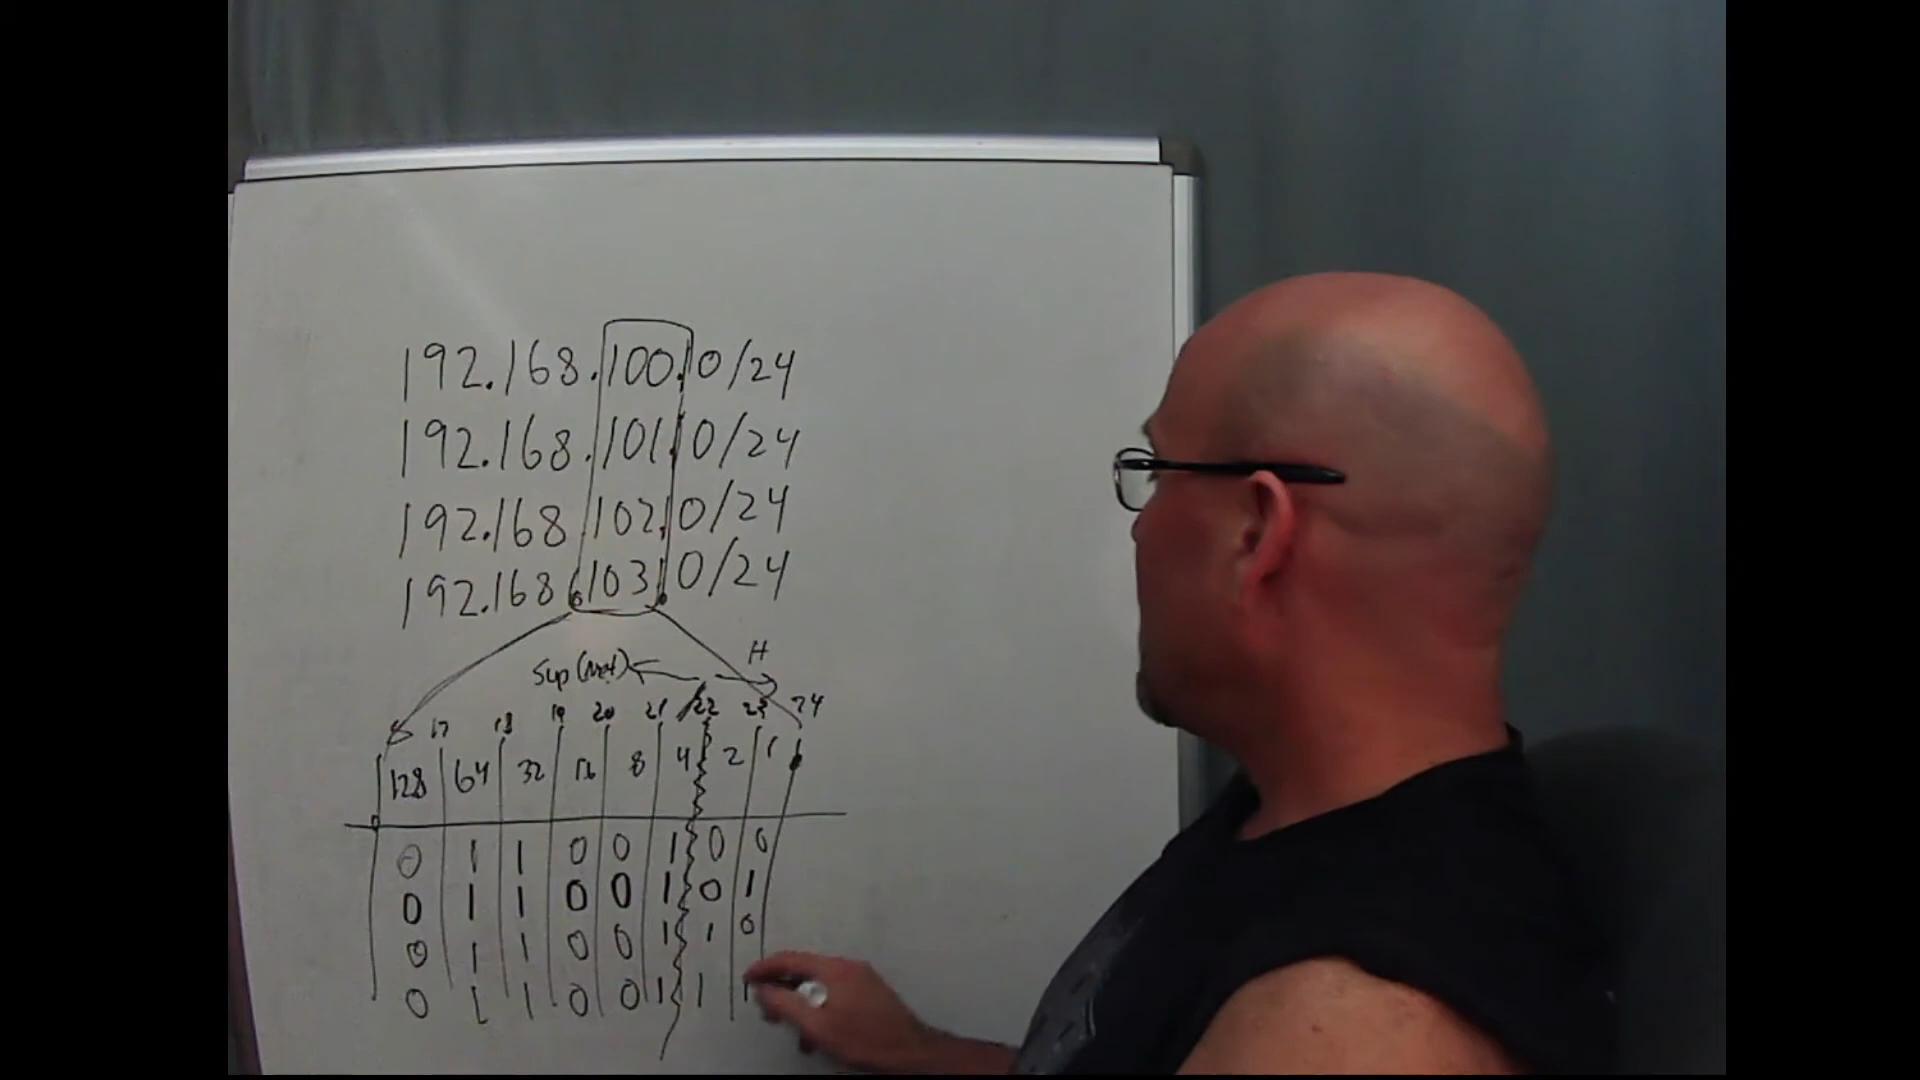 192.168.100.0/24
192.168.101.0/24
192.168.102.0/24
192.168.103.0/24
H
Sup(net)
17 18 19 20 21 /22 23 24
128 64 32 16 8 4 2 1
0 1 1 0 0 1 0 0
0 1 1 0 0 1 0 1
0 1 1 0 0 1 1 0
0 1 1 0 0 1 1 1